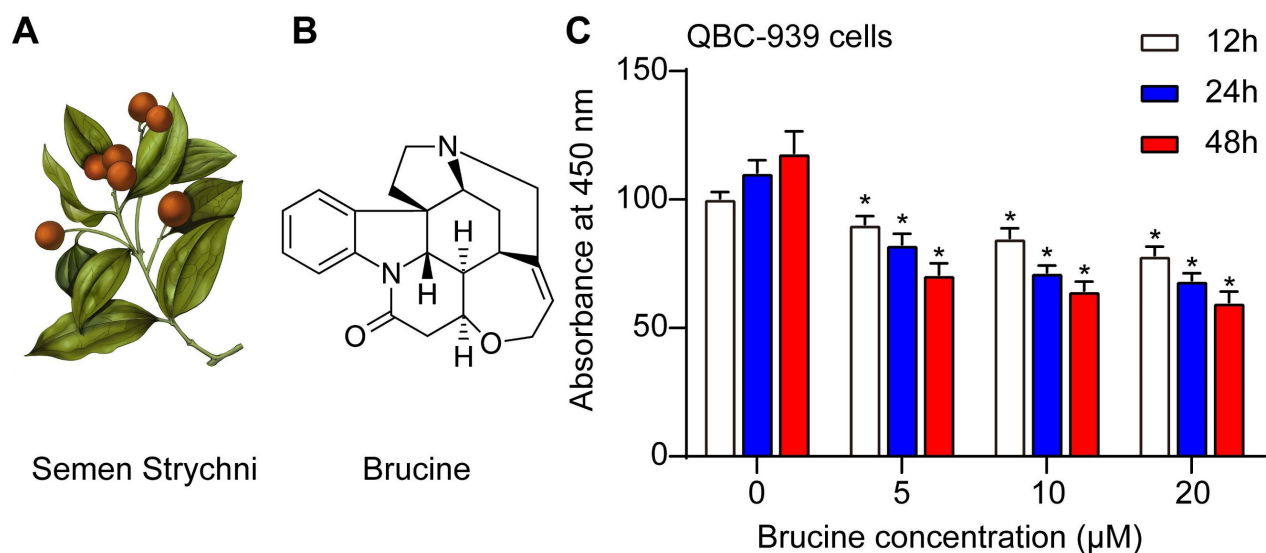 A
B
C
QBC-939 cells
12h
24h
48h
Absorbance at 450 nm
150
100
50
0
N
H
N
H
O
O
H
* * *
* * *
* * *
0 5 10 20
Brucine concentration (μM)
Semen Strychni
Brucine